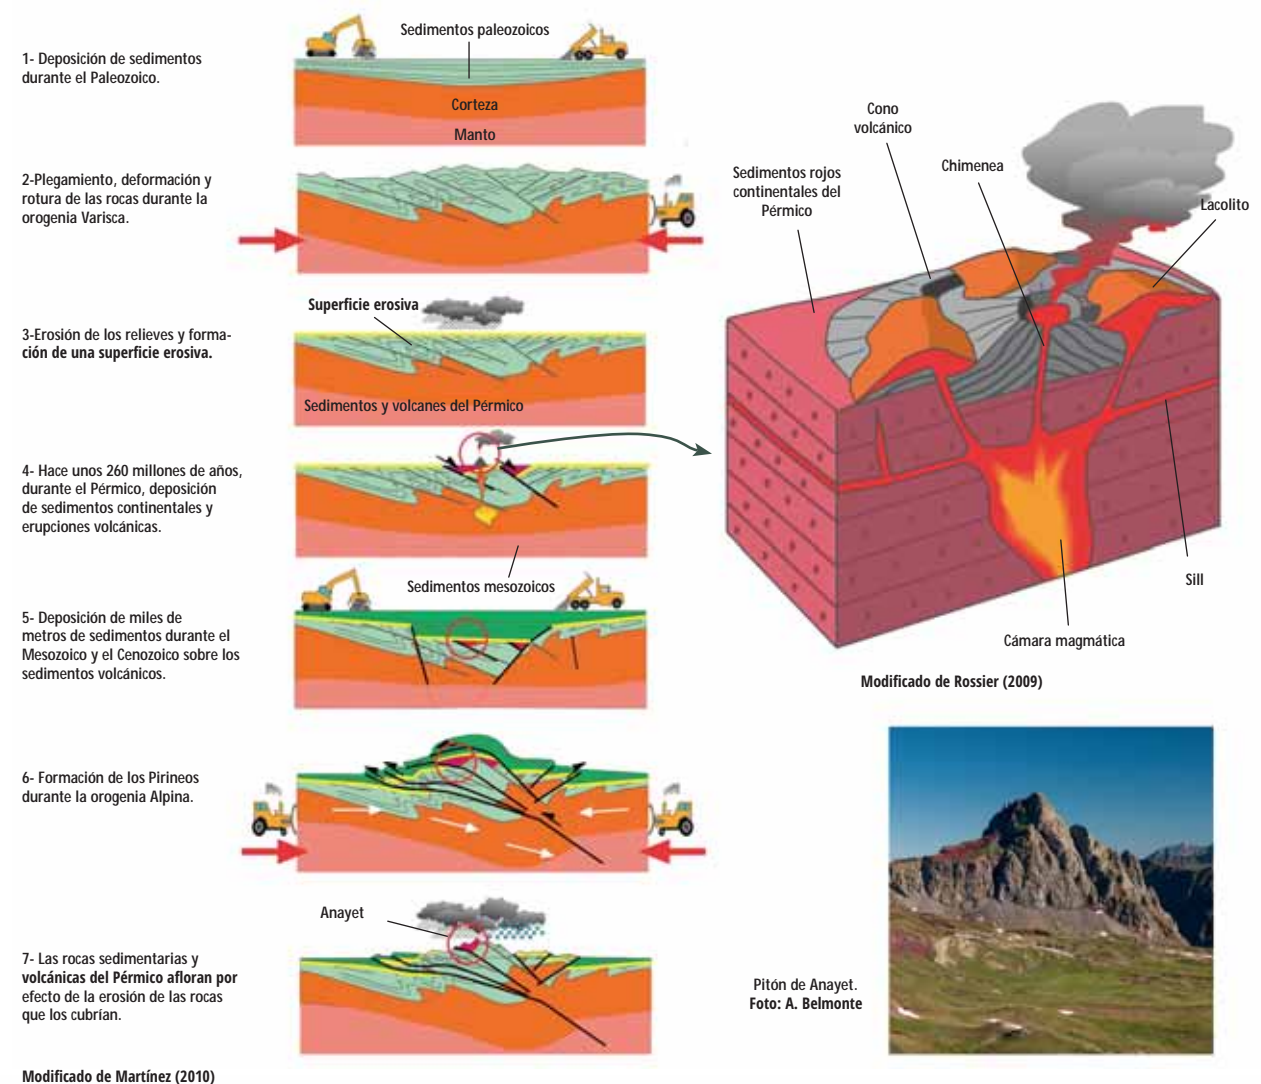 1- Deposición de sedimentos
durante el Paleozoico.
Sedimentos paleozoicos
Corteza
Manto
2-Plegamiento, deformación y
rotura de las rocas durante la
orogenia Varisca.
Superficie erosiva
3-Erosión de los relieves y forma-
ción de una superficie erosiva.
Sedimentos y volcanes del Pérmico
4- Hace unos 260 millones de años,
durante el Pérmico, deposición
de sedimentos continentales y
erupciones volcánicas.
Sedimentos mesozoicos
5- Deposición de miles de
metros de sedimentos durante el
Mesozoico y el Cenozoico sobre los
sedimentos volcánicos.
6- Formación de los Pirineos
durante la orogenia Alpina.
Anayet
7- Las rocas sedimentarias y
volcánicas del Pérmico afloran por
efecto de la erosión de las rocas
que los cubrían.
Modificado de Martínez (2010)
Cono
volcánico
Chimenea
Sedimentos rojos
continentales del
Pérmico
Lacolito
Sill
Cámara magmática
Modificado de Rossier (2009)
Pitón de Anayet.
Foto: A. Belmonte